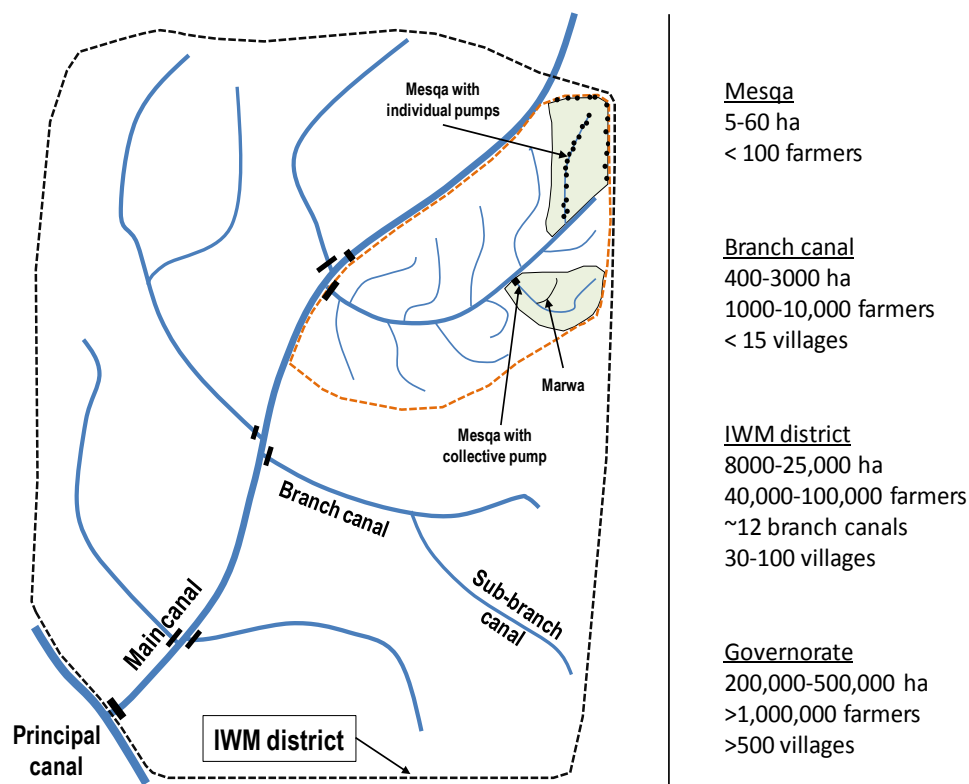 Mesqa with
individual pumps
Marwa
Mesqa with
collective pump
Branch canal
Sub-branch
canal
Main canal
Principal
canal
IWM district
Mesqa
5-60 ha
< 100 farmers
Branch canal
400-3000 ha
1000-10,000 farmers
< 15 villages
IWM district
8000-25,000 ha
40,000-100,000 farmers
~12 branch canals
30-100 villages
Governorate
200,000-500,000 ha
>1,000,000 farmers
>500 villages